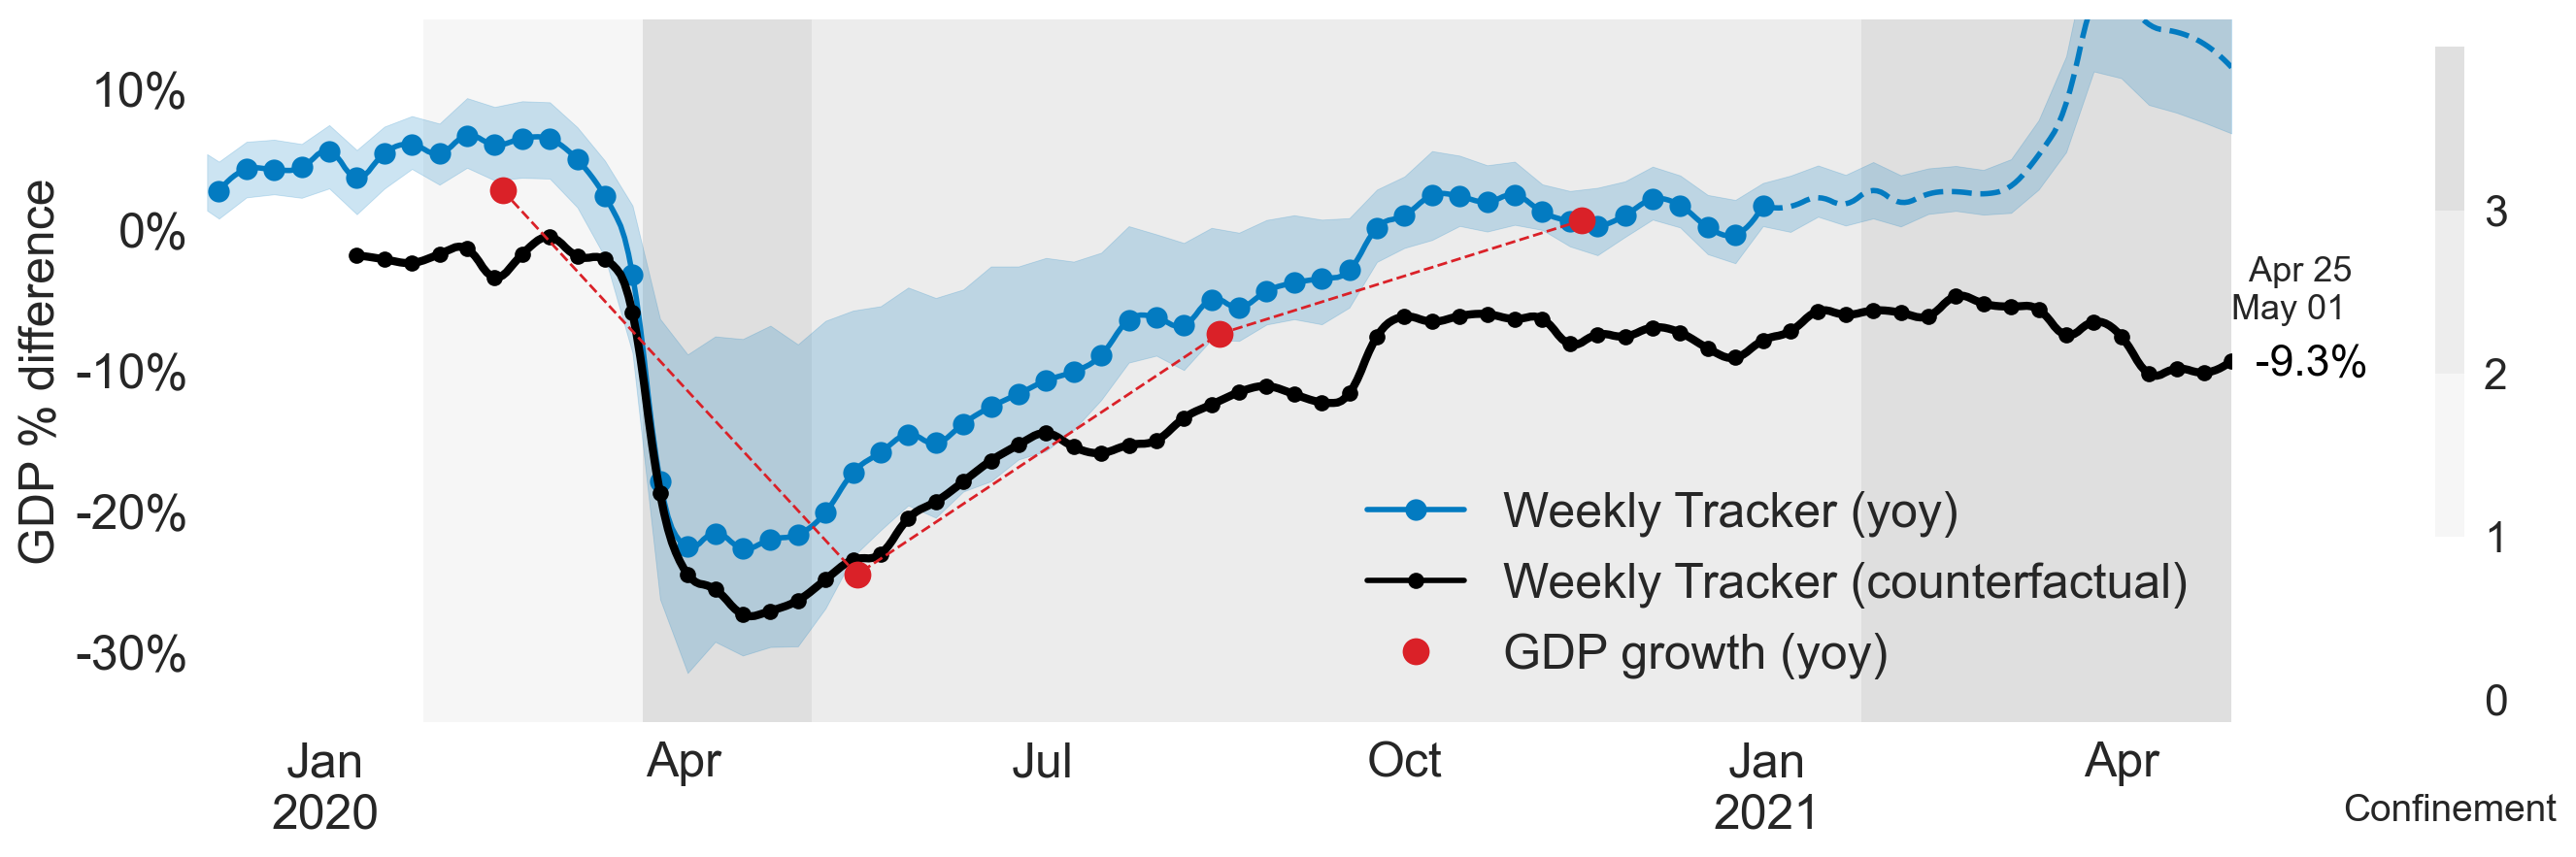 GDP % difference
10%
0%
-10%
-20%
-30%
Jan
2020
Apr
Jul
Oct
Jan
2021
Apr
Weekly Tracker (yoy)
Weekly Tracker (counterfactual)
GDP growth (yoy)
Apr 25
May 01
-9.3%
3
2
1
0
Confinement